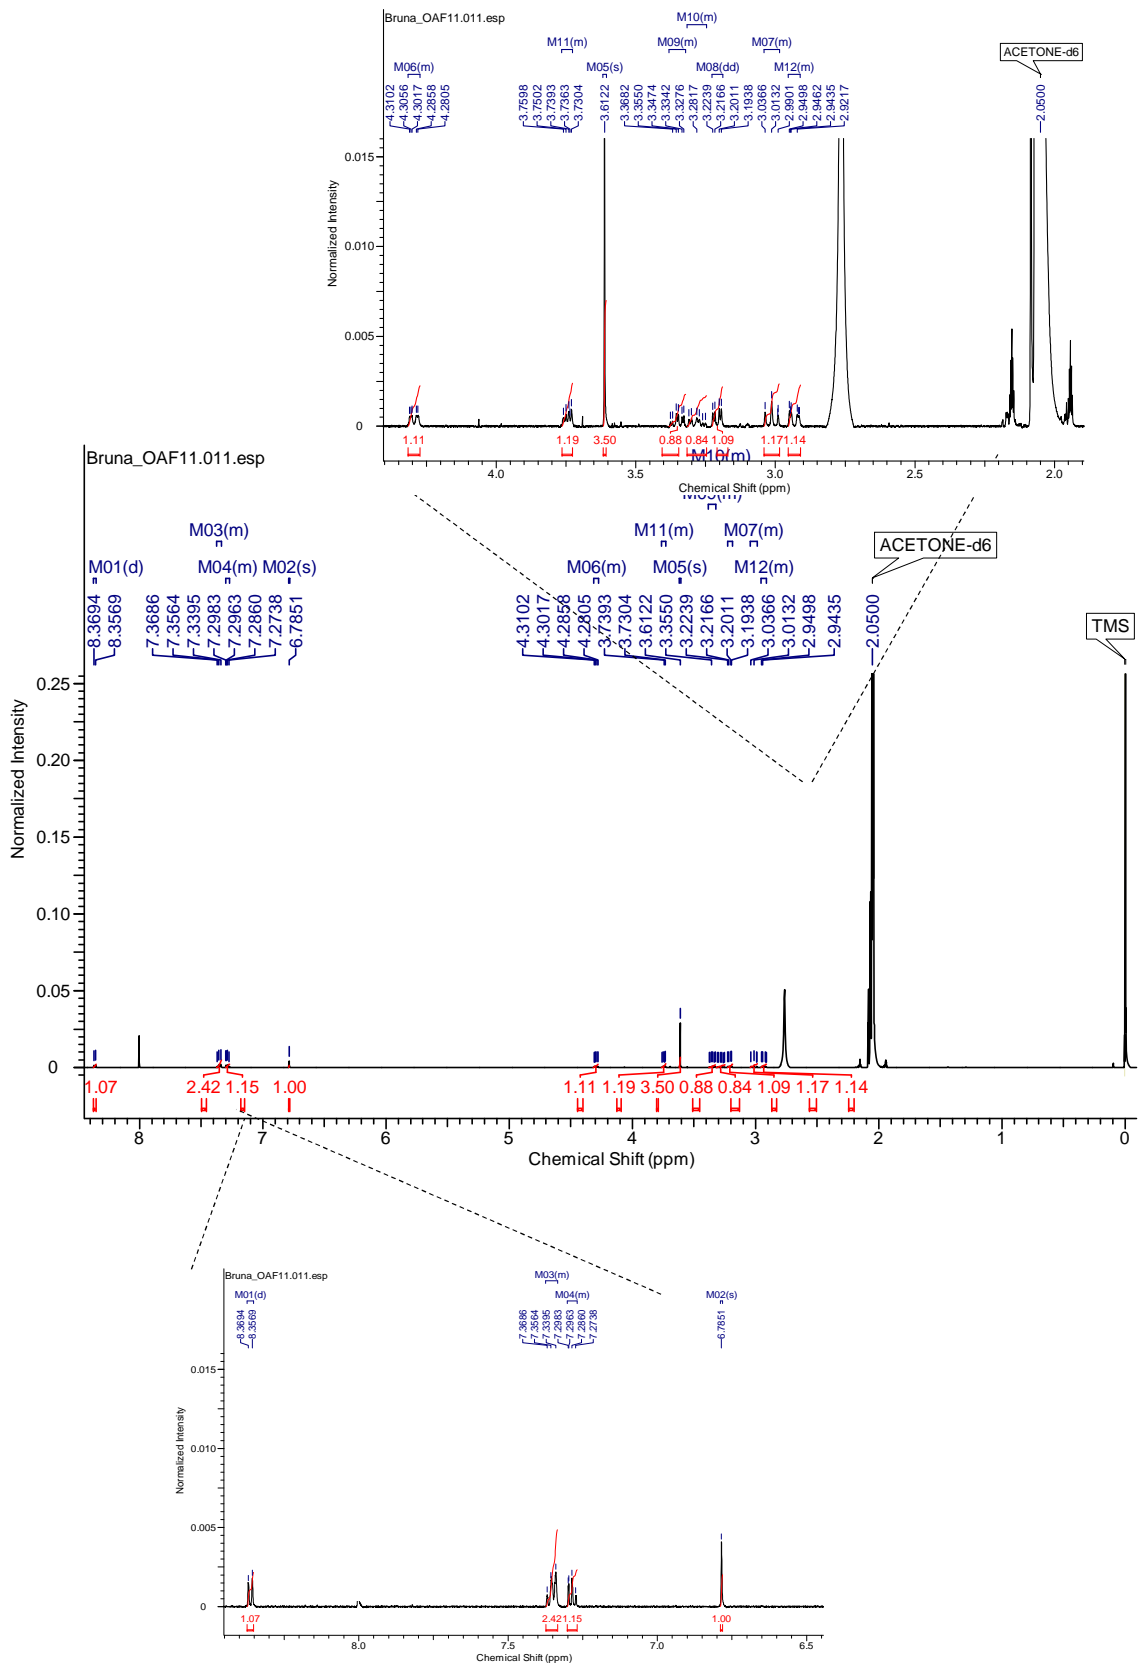 Bruna_OAF11.011.esp
M10(m)
M11(m) M09(m) M07(m)
M06(m) M05(s) M08(dd) M12(m)
ACETONE-d6
4.3102 4.3056 4.3017 4.2858 4.2805 3.7598 3.7502 3.7393 3.7363 3.7304 3.6122 3.3682 3.3550 3.3474 3.3342 3.3276 3.2817 3.2239 3.2166 3.2011 3.1938 3.0366 3.0132 2.9901 2.9498 2.9462 2.9435 2.9217 2.0500
Normalized Intensity
0.015
0.010
0.005
0
1.11 1.19 3.50 0.88 0.84 1.09 1.17 1.14
4.0 3.5 3.0 2.5 2.0
Chemical Shift (ppm)
Bruna_OAF11.011.esp
M10(m)
M03(m) M11(m) M07(m)
ACETONE-d6
M01(d) M04(m) M02(s) M06(m) M05(s) M12(m)
8.3694 8.3569 7.3686 7.3564 7.3395 7.2983 7.2963 7.2860 7.2738 6.7851 4.3102 4.3017 4.2858 4.2805 3.7393 3.7304 3.6122 3.3550 3.2239 3.2166 3.2011 3.1938 3.0366 3.0132 2.9498 2.9435 2.0500
TMS
Normalized Intensity
0.25
0.20
0.15
0.10
0.05
0
1.07 2.42 1.15 1.00 1.11 1.19 3.50 0.88 0.84 1.09 1.17 1.14
8 7 6 5 4 3 2 1 0
Chemical Shift (ppm)
Bruna_OAF11.011.esp
M03(m)
M01(d) M04(m) M02(s)
8.3694 8.3569 7.3686 7.3564 7.3395 7.2983 7.2963 7.2860 7.2738 6.7851
Normalized Intensity
0.015
0.010
0.005
0
1.07 2.42 1.15 1.00
8.0 7.5 7.0 6.5
Chemical Shift (ppm)